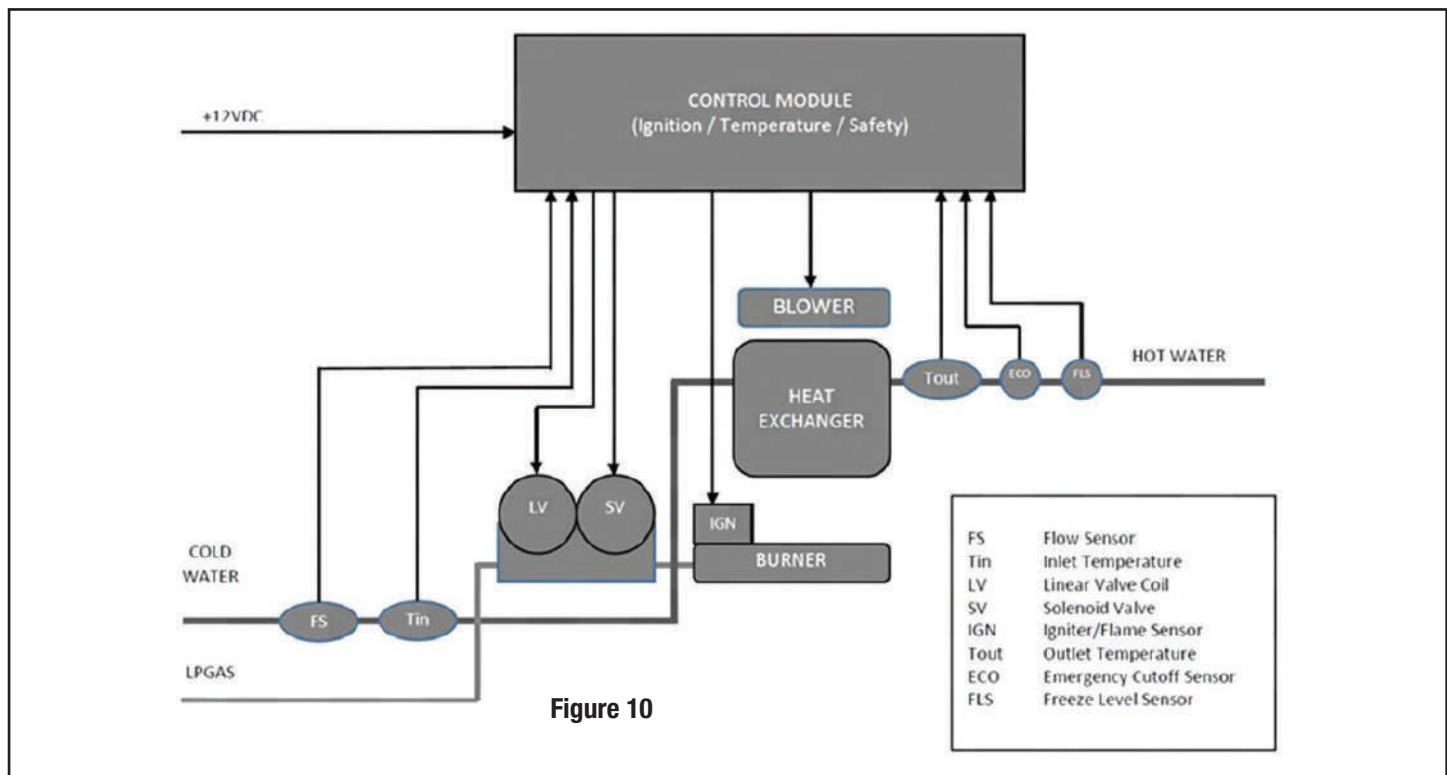 CONTROL MODULE
(Ignition / Temperature / Safety)
+12VDC
BLOWER
HEAT
EXCHANGER
Tout
ECO
FLS
HOT WATER
LV
SV
IGN
BURNER
COLD
WATER
FS
Tin
LPGAS
Figure 10
FS Flow Sensor
Tin Inlet Temperature
LV Linear Valve Coil
SV Solenoid Valve
IGN Igniter/Flame Sensor
Tout Outlet Temperature
ECO Emergency Cutoff Sensor
FLS Freeze Level Sensor